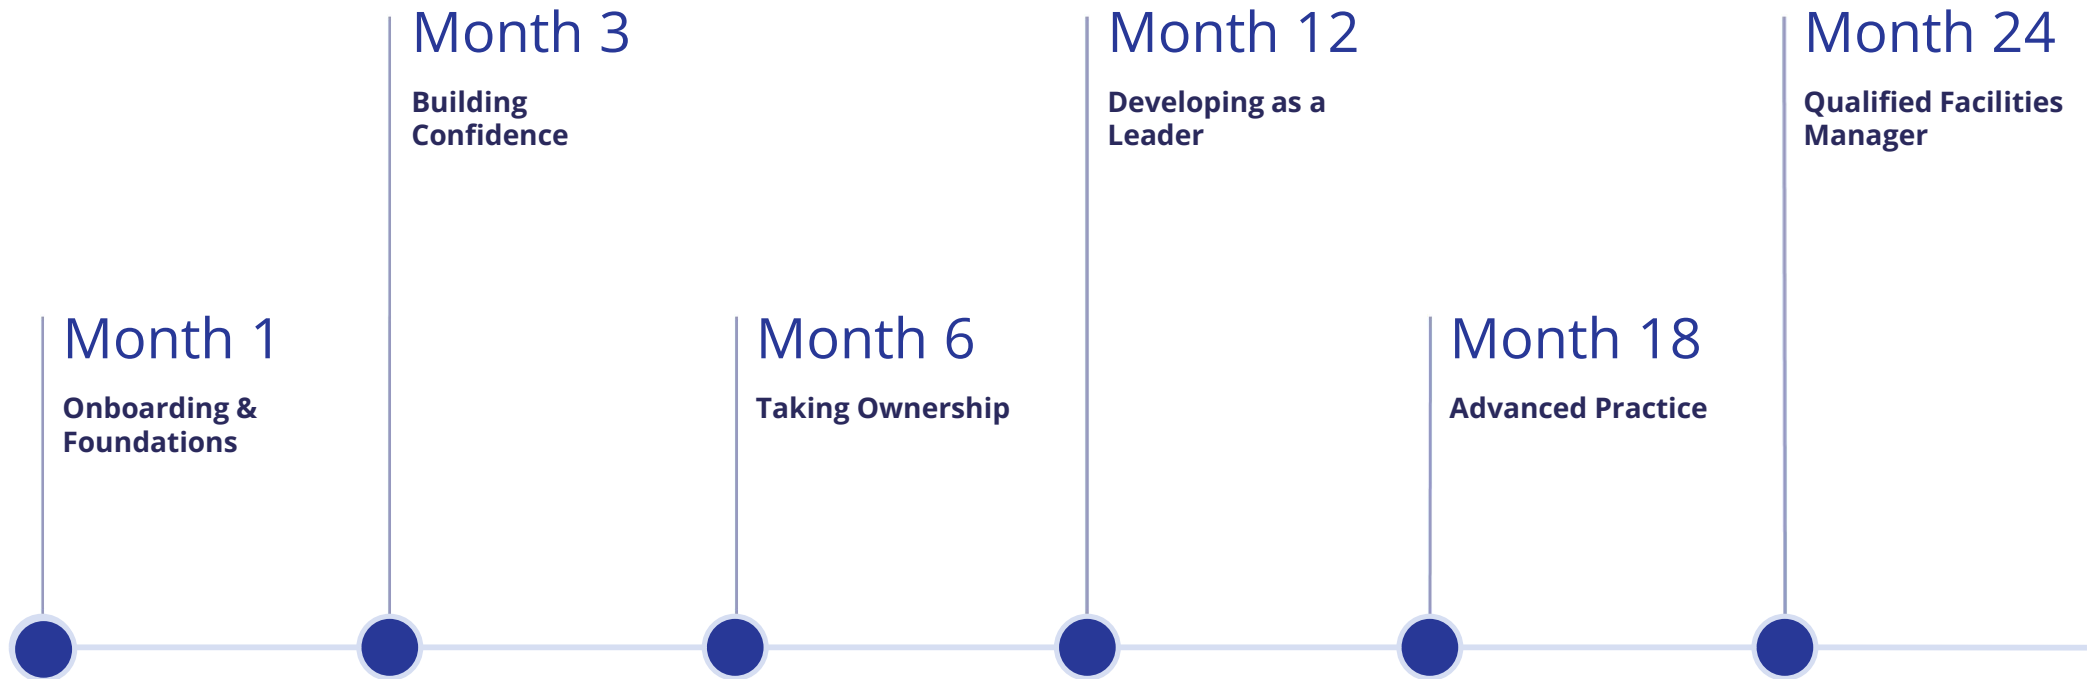 Month 1
Onboarding &
Foundations
Month 3
Building
Confidence
Month 6
Taking Ownership
Month 12
Developing as a
Leader
Month 18
Advanced Practice
Month 24
Qualified Facilities
Manager